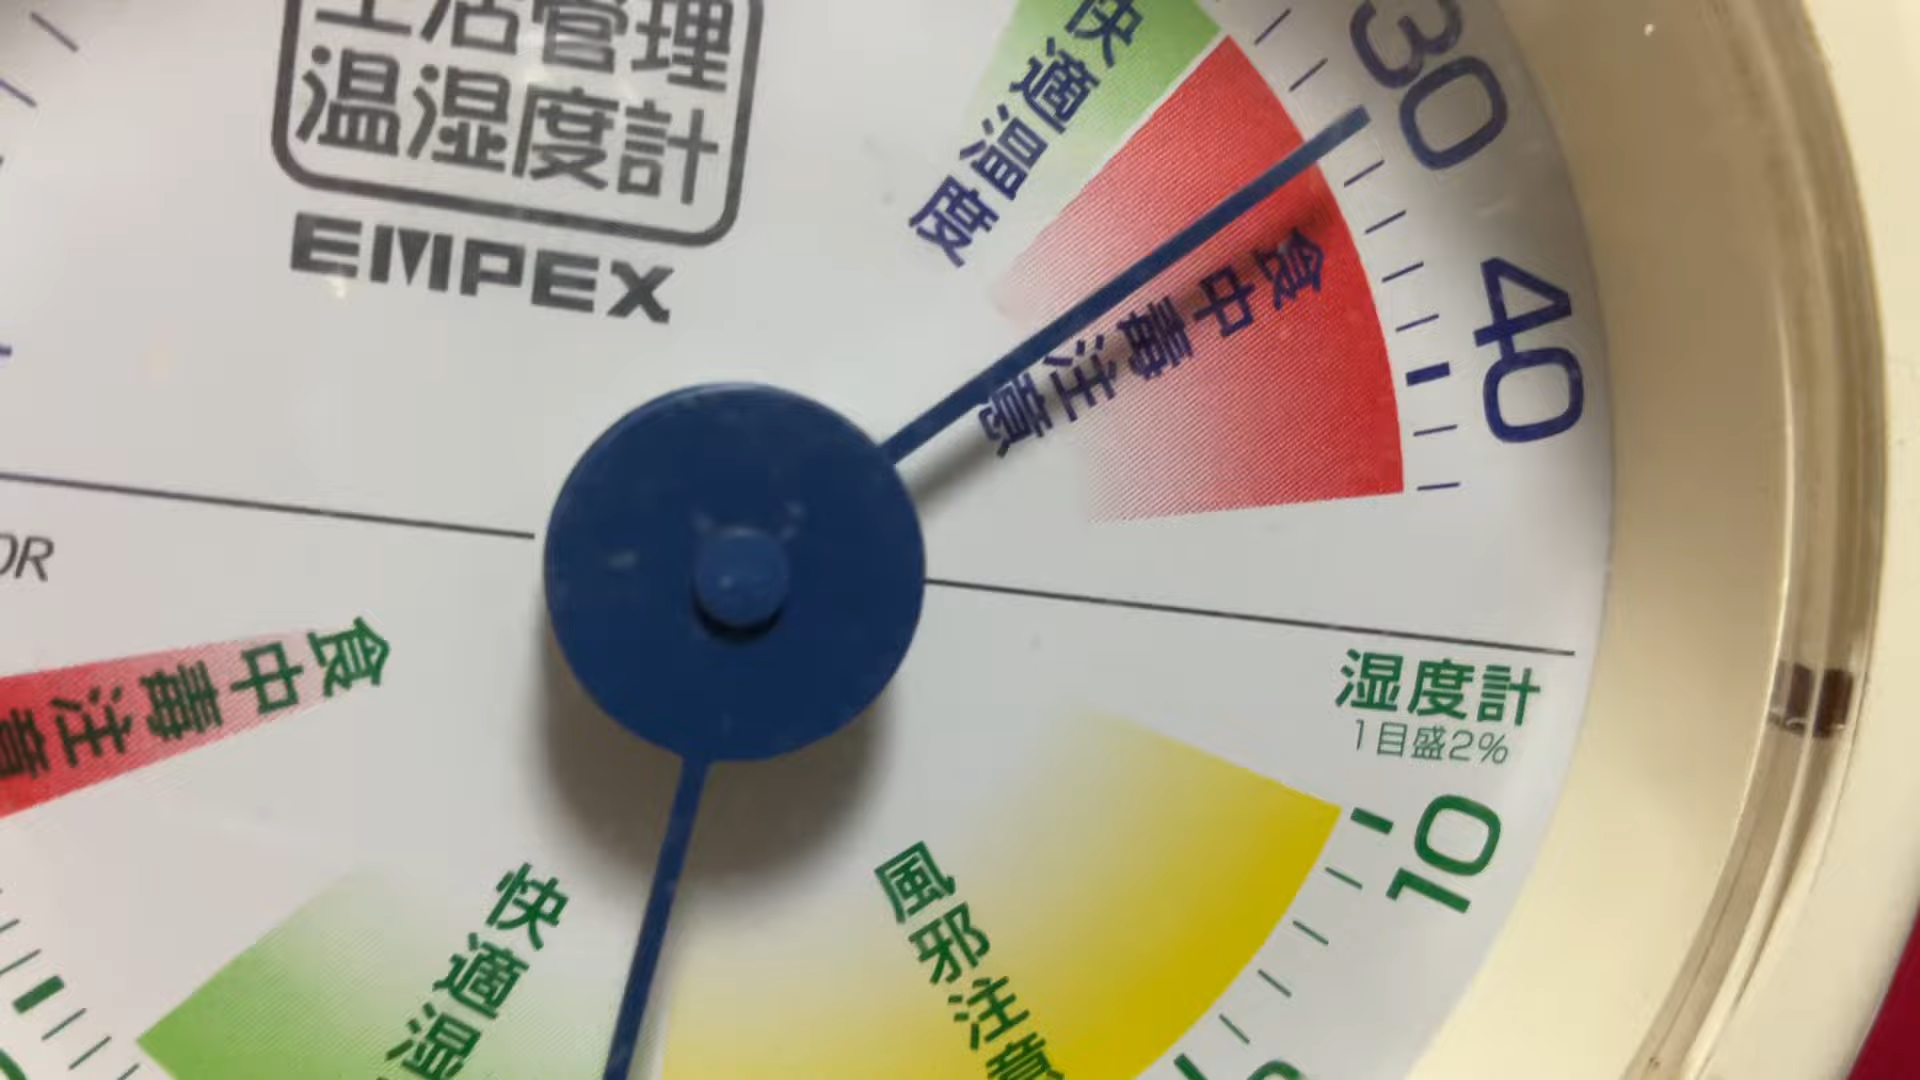 生活管理
温湿度計
EMPEX
快適温度
30
食中毒注意
40
OR
食中毒注意
湿度計
1目盛2%
10
風邪注意
快適湿